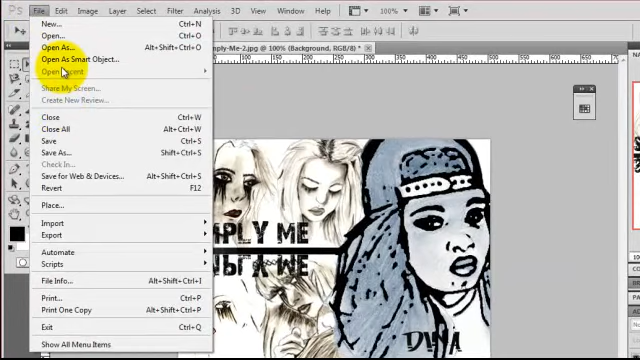 Ps File Edit Image Layer Select Filter Analysis 3D View Window Help 100%
mply-Me-2.jpg @ 100% (Background, RGB/8) *
New... Ctrl+N
Open... Ctrl+O
Open As... Alt+Shift+Ctrl+O
Open As Smart Object...
Open Recent
Share My Screen...
Create New Review...
Close Ctrl+W
Close All Alt+Ctrl+W
Save Ctrl+S
Save As... Shift+Ctrl+S
Check In...
Save for Web & Devices... Alt+Shift+Ctrl+S
Revert F12
Place...
Import
Export
Automate
Scripts
File Info... Alt+Shift+Ctrl+I
Print... Ctrl+P
Print One Copy Alt+Shift+Ctrl+P
Exit Ctrl+Q
Show All Menu Items
MPLY ME
DIVA